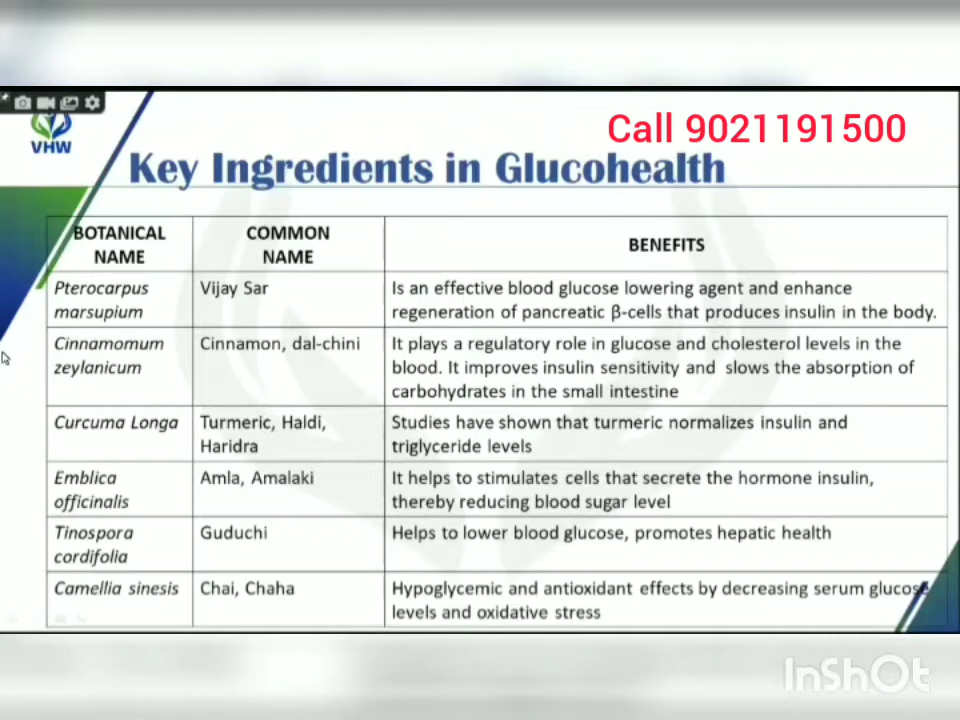 Call 9021191500
VHW
Key Ingredients in Glucohealth
BOTANICAL
NAME
COMMON
NAME
BENEFITS
Pterocarpus
marsupium
Vijay Sar
Is an effective blood glucose lowering agent and enhance
regeneration of pancreatic β-cells that produces insulin in the body.
Cinnamomum
zeylanicum
Cinnamon, dal-chini
It plays a regulatory role in glucose and cholesterol levels in the
blood. It improves insulin sensitivity and slows the absorption of
carbohydrates in the small intestine
Curcuma Longa
Turmeric, Haldi,
Haridra
Studies have shown that turmeric normalizes insulin and
triglyceride levels
Emblica
officinalis
Amla, Amalaki
It helps to stimulates cells that secrete the hormone insulin,
thereby reducing blood sugar level
Tinospora
cordifolia
Guduchi
Helps to lower blood glucose, promotes hepatic health
Camellia sinesis
Chai, Chaha
Hypoglycemic and antioxidant effects by decreasing serum glucose
levels and oxidative stress
InShOt